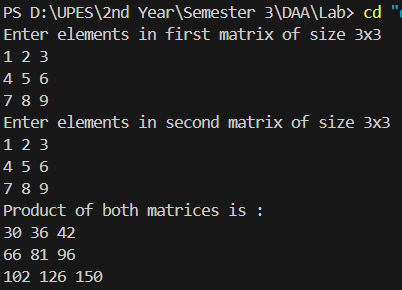 PS D:\UPES\2nd Year\Semester 3\DAA\Lab> cd "
Enter elements in first matrix of size 3x3
1 2 3
4 5 6
7 8 9
Enter elements in second matrix of size 3x3
1 2 3
4 5 6
7 8 9
Product of both matrices is :
30 36 42
66 81 96
102 126 150